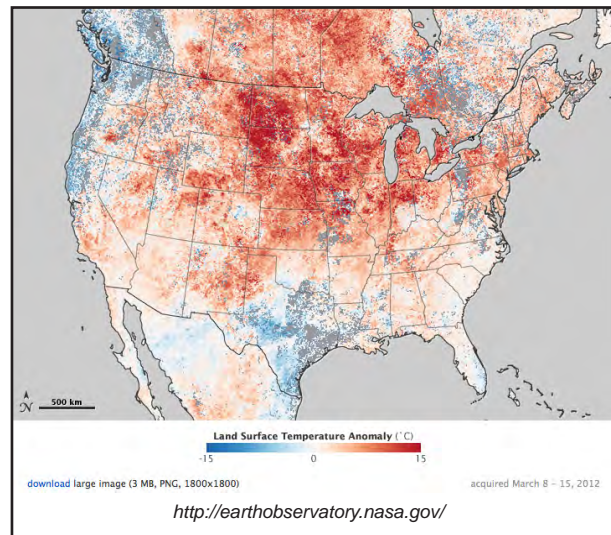 N
500 km
Land Surface Temperature Anomaly (˚C)
-15 0 15
download large image (3 MB, PNG, 1800x1800) acquired March 8 - 15, 2012
http://earthobservatory.nasa.gov/